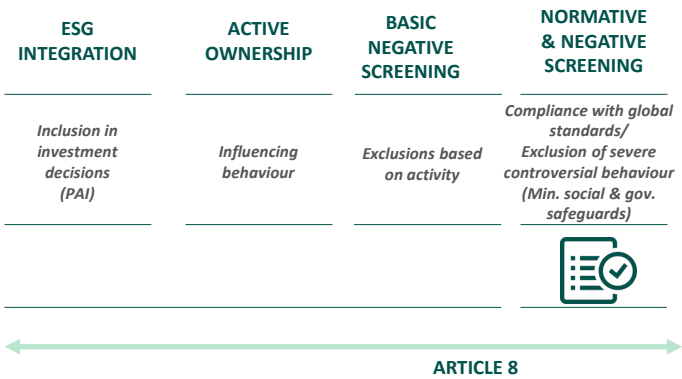 ESG
INTEGRATION
ACTIVE
OWNERSHIP
BASIC
NEGATIVE
SCREENING
NORMATIVE
& NEGATIVE
SCREENING
Inclusion in
investment
decisions
(PAI)
Influencing
behaviour
Exclusions based
on activity
Compliance with global
standards/
Exclusion of severe
controversial behaviour
(Min. social & gov.
safeguards)
ARTICLE 8